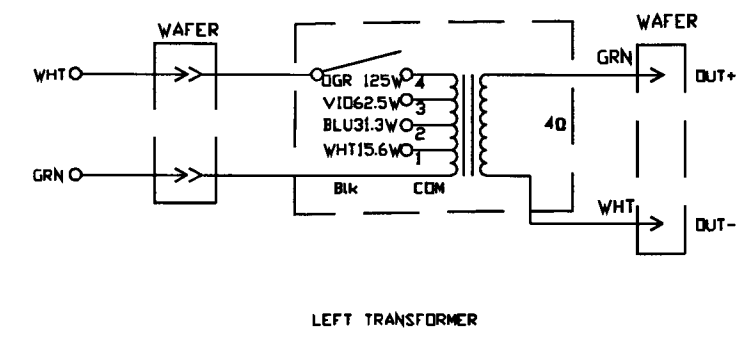 WAFER
WAFER
WHT
GRN
OUT+
OGR 125W 4
VIO62.5W 3
BLU31.3W 2
WHT15.6W 1
4Ω
GRN
Blk COM
WHT
OUT-
LEFT TRANSFORMER